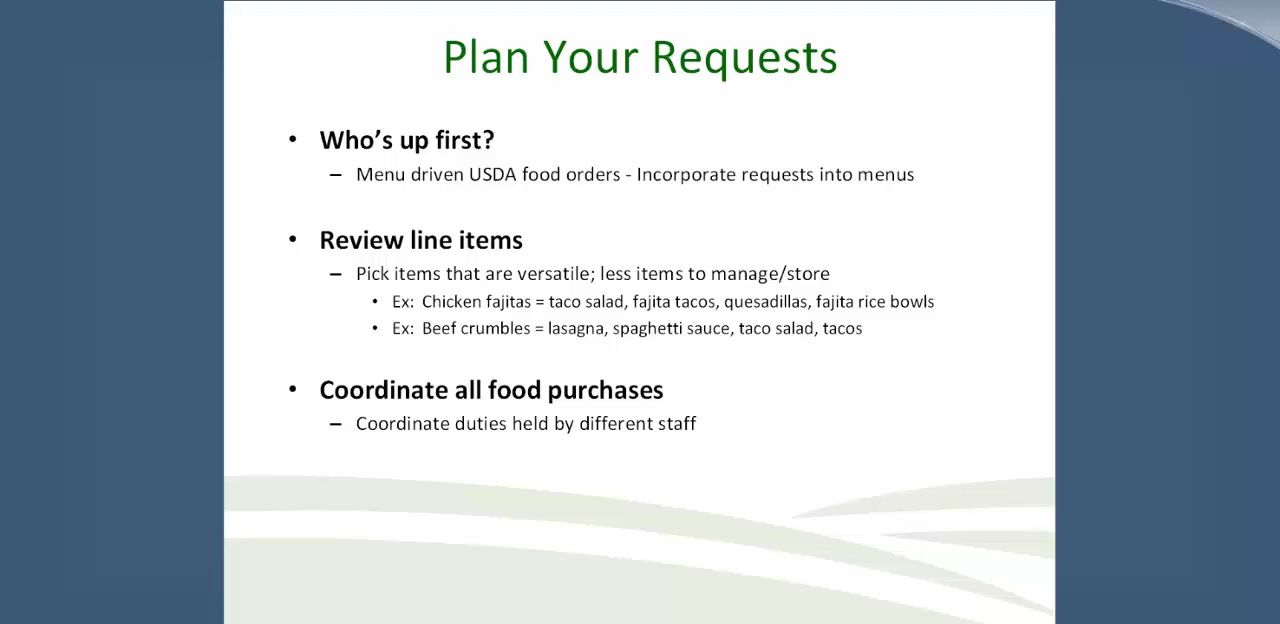 Plan Your Requests
• Who's up first?
– Menu driven USDA food orders - Incorporate requests into menus
• Review line items
– Pick items that are versatile; less items to manage/store
• Ex: Chicken fajitas = taco salad, fajita tacos, quesadillas, fajita rice bowls
• Ex: Beef crumbles = lasagna, spaghetti sauce, taco salad, tacos
• Coordinate all food purchases
– Coordinate duties held by different staff